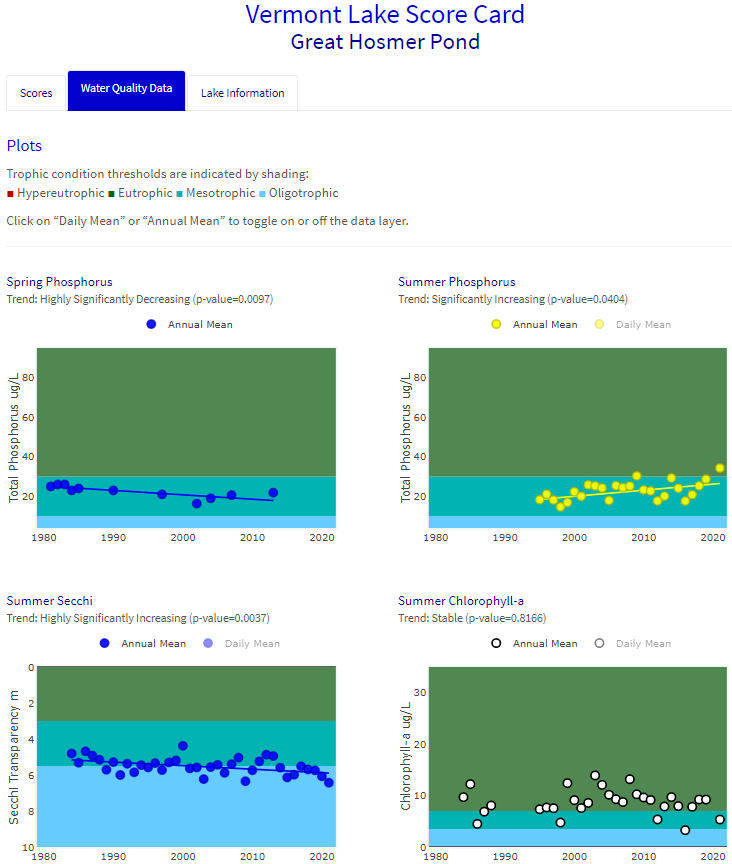 Vermont Lake Score Card
Great Hosmer Pond
Scores
Water Quality Data
Lake Information
Plots
Trophic condition thresholds are indicated by shading:
■ Hypereutrophic ■ Eutrophic ■ Mesotrophic ■ Oligotrophic
Click on “Daily Mean” or “Annual Mean” to toggle on or off the data layer.
Spring Phosphorus
Trend: Highly Significantly Decreasing (p-value=0.0097)
Annual Mean
Total Phosphorus ug/L
80
60
40
20
1980 1990 2000 2010 2020
Summer Phosphorus
Trend: Significantly Increasing (p-value=0.0404)
Annual Mean Daily Mean
Total Phosphorus ug/L
80
60
40
20
1980 1990 2000 2010 2020
Summer Secchi
Trend: Highly Significantly Increasing (p-value=0.0037)
Annual Mean Daily Mean
Secchi Transparency m
0
2
4
6
8
10
1980 1990 2000 2010 2020
Summer Chlorophyll-a
Trend: Stable (p-value=0.8166)
Annual Mean Daily Mean
Chlorophyll-a ug/L
30
20
10
0
1980 1990 2000 2010 2020